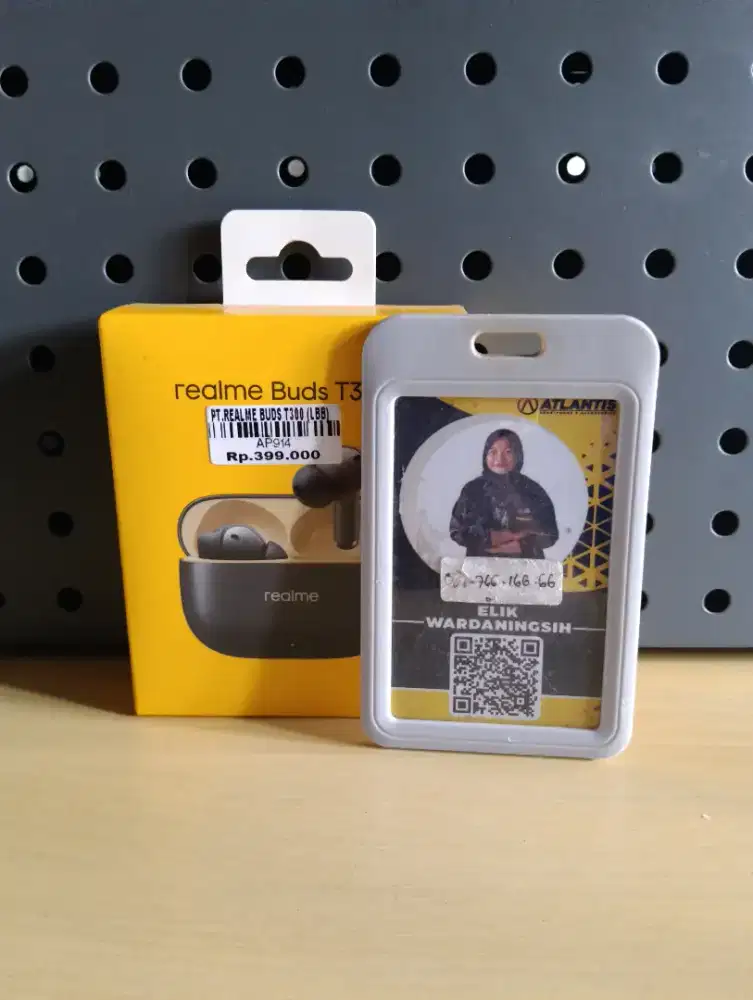 realme Buds T3
PT.REALME BUDS T300 (LBB)
AP914
Rp.399.000
realme
ATLANTIS
ELIK
WARDANINGSIH